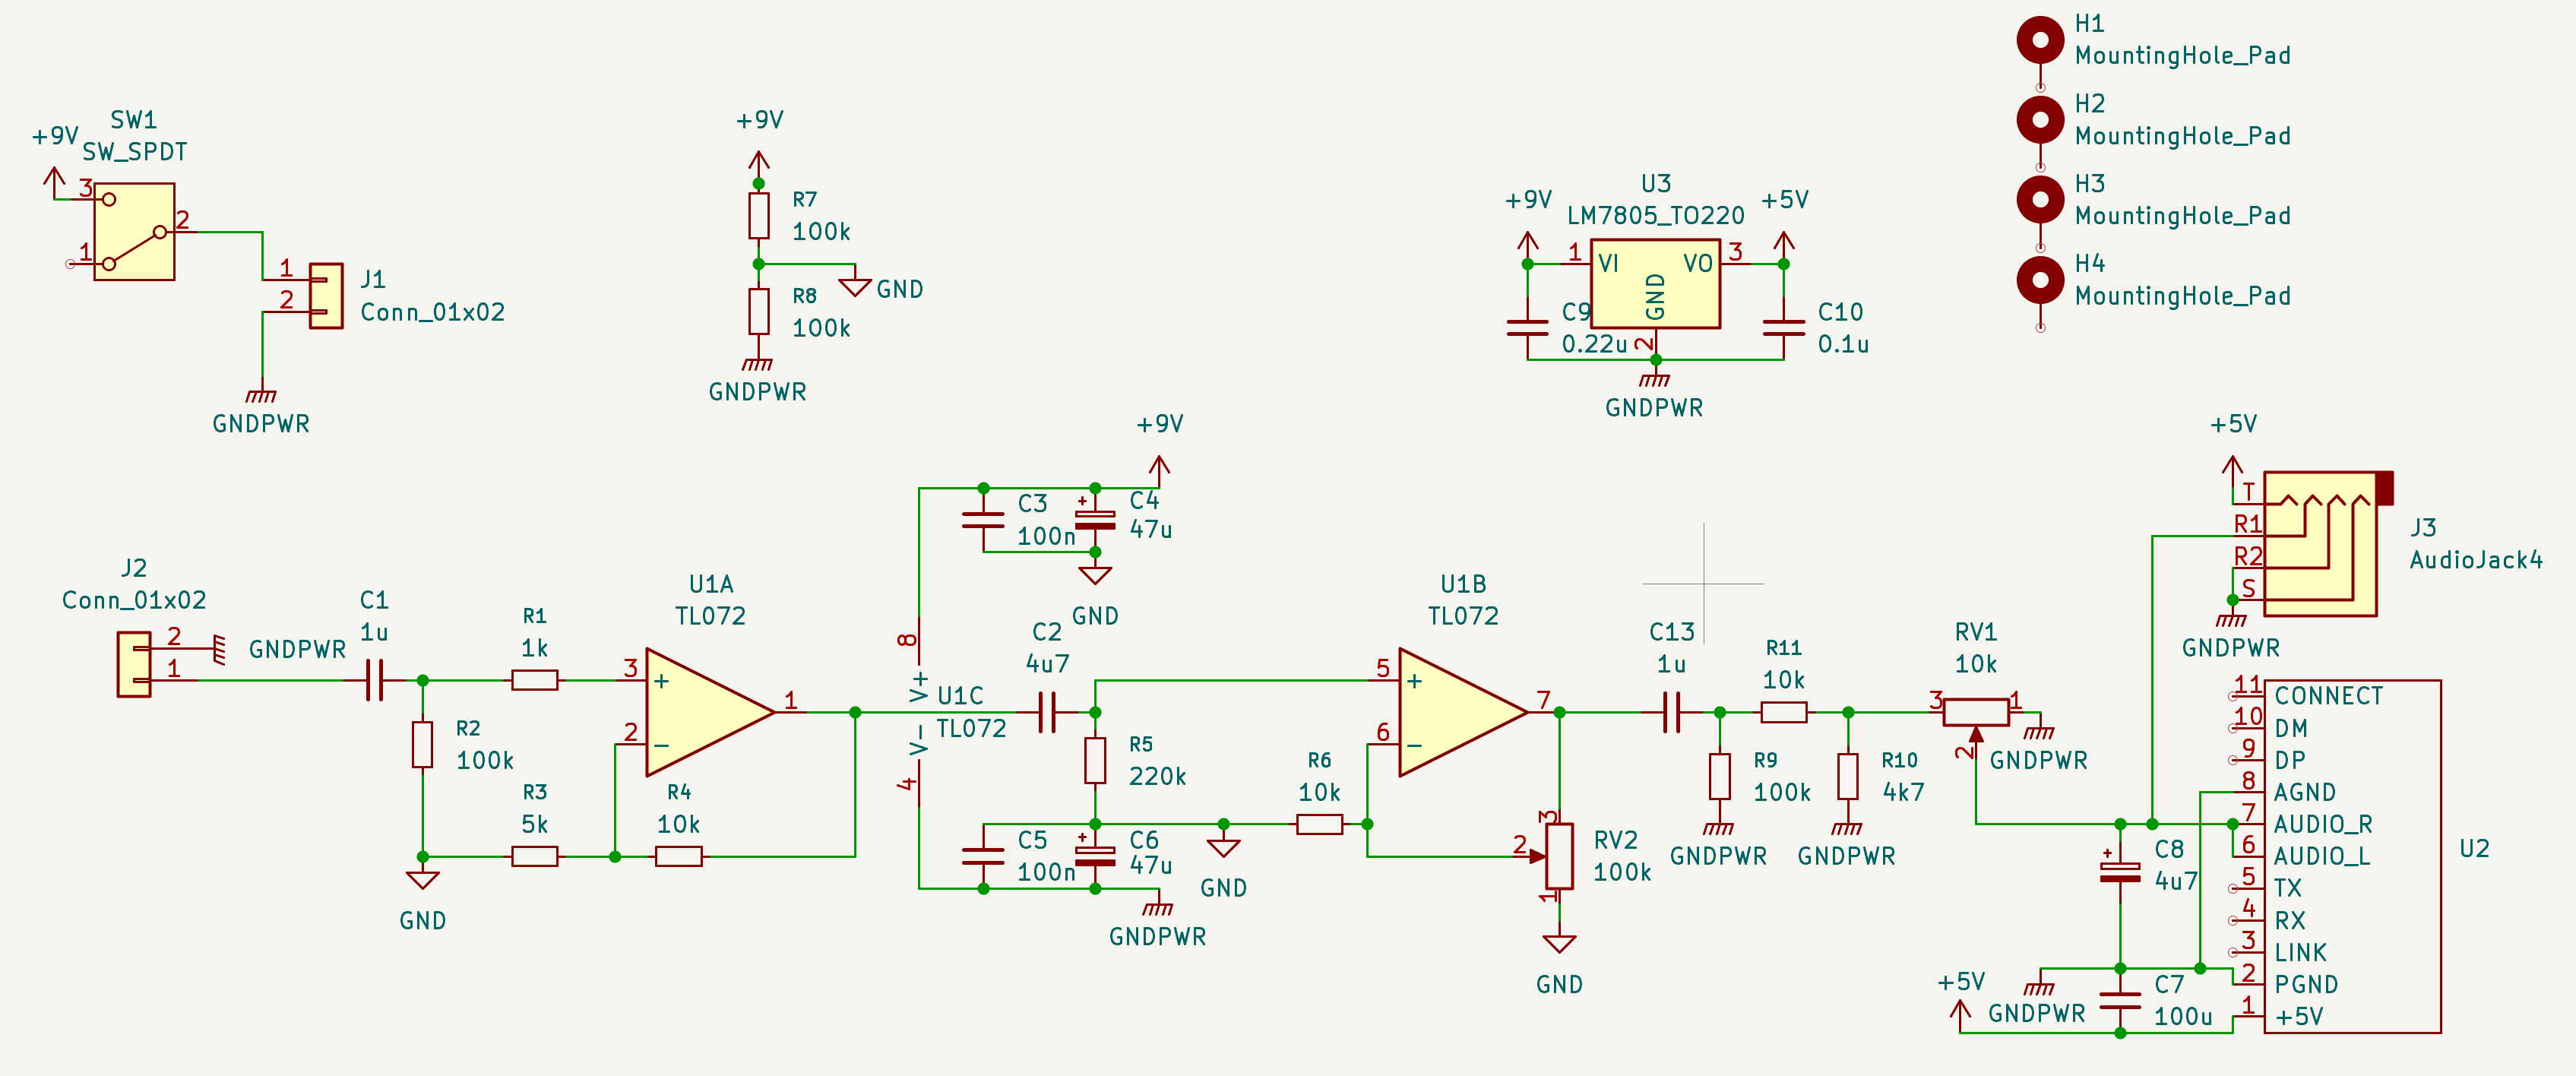 H1
MountingHole_Pad
H2
MountingHole_Pad
H3
MountingHole_Pad
H4
MountingHole_Pad
+9V
SW1
SW_SPDT
3
2
1
1
2
J1
Conn_01x02
GNDPWR
+9V
R7
100k
GND
R8
100k
GNDPWR
U3
LM7805_TO220
+9V
+5V
1
VI
VO
3
GND
2
C9
0.22u
C10
0.1u
GNDPWR
+9V
C3
100n
C4
47u
GND
+5V
T
R1
R2
S
J3
AudioJack4
GNDPWR
J2
Conn_01x02
2
1
GNDPWR
C1
1u
R1
1k
R2
100k
R3
5k
R4
10k
GND
U1A
TL072
3
+
2
−
1
8
V+
U1C
TL072
V-
4
C2
4u7
R5
220k
C5
100n
C6
47u
GNDPWR
GND
R6
10k
U1B
TL072
5
+
6
−
7
3
2
1
RV2
100k
GND
C13
1u
R11
10k
R9
100k
GNDPWR
R10
4k7
GNDPWR
RV1
10k
3
1
2
GNDPWR
11
CONNECT
10
DM
9
DP
8
AGND
7
AUDIO_R
6
AUDIO_L
5
TX
4
RX
3
LINK
2
PGND
1
+5V
U2
C8
4u7
GNDPWR
C7
100u
+5V